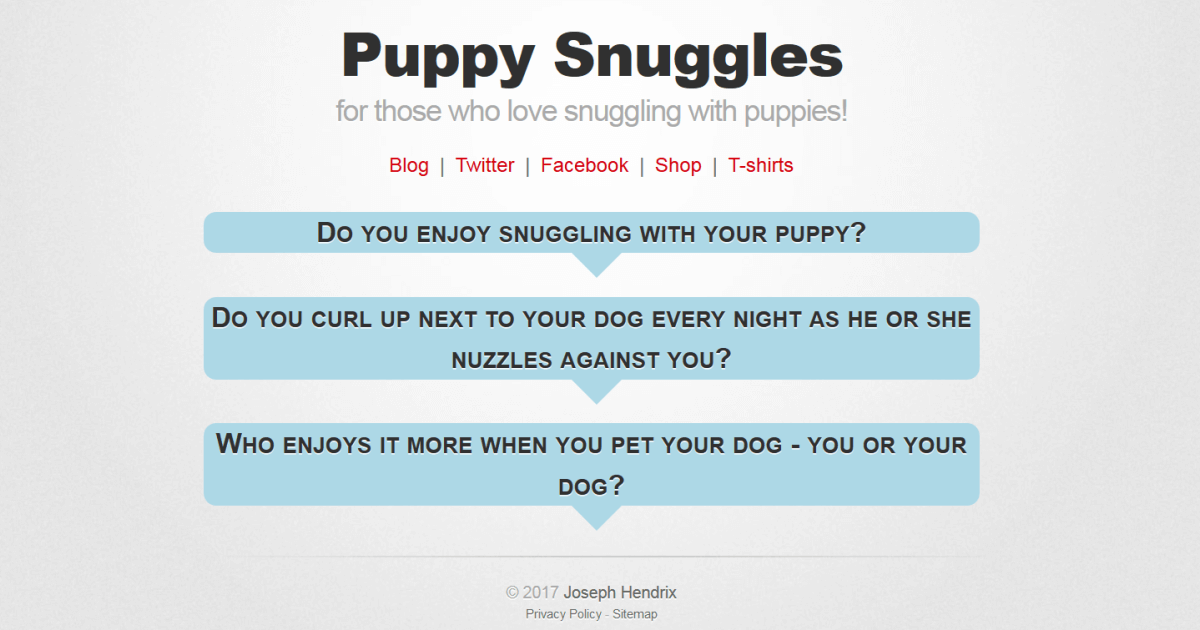 Puppy Snuggles
for those who love snuggling with puppies!
Blog | Twitter | Facebook | Shop | T-shirts
Do you enjoy snuggling with your puppy?
Do you curl up next to your dog every night as he or she
nuzzles against you?
Who enjoys it more when you pet your dog - you or your
dog?
© 2017 Joseph Hendrix
Privacy Policy - Sitemap